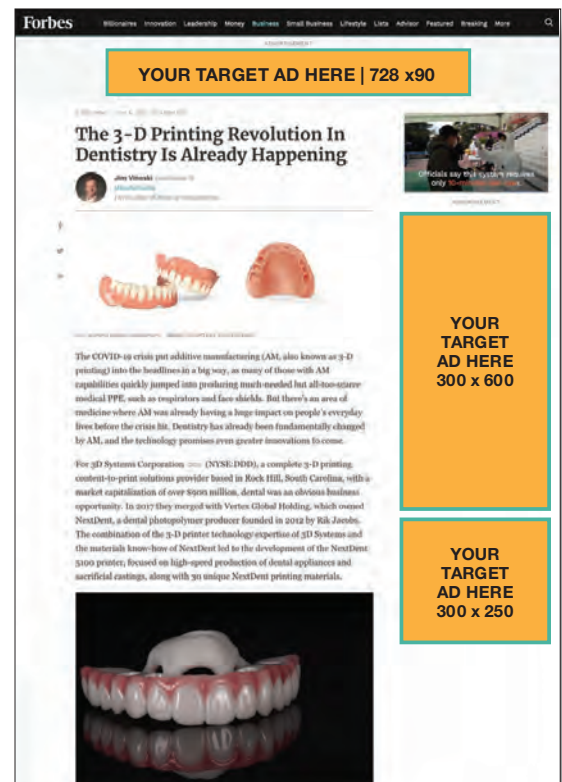 Forbes
Billionaires Innovation Leadership Money Business Small Business Lifestyle Lists Advisor Featured Breaking More
ADVERTISEMENT
YOUR TARGET AD HERE | 728 x90
The 3-D Printing Revolution In
Dentistry Is Already Happening
Jim Vinoski
Officials say this system requires
only
ADVERTISEMENT
YOUR
TARGET
AD HERE
300 x 600
The COVID-19 crisis put additive manufacturing (AM, also known as 3-D
printing) into the headlines in a big way, as many of those with AM
capabilities quickly jumped into producing much-needed but all-too-scarce
medical PPE, such as respirators and face shields. But there's an area of
medicine where AM was already having a huge impact on people's everyday
lives before the crisis hit. Dentistry has already been fundamentally changed
by AM, and the technology promises even greater innovations to come.
For 3D Systems Corporation (NYSE:DDD), a complete 3-D printing
content-to-print solutions provider based in Rock Hill, South Carolina, with a
market capitalization of over $900 million, dental was an obvious business
opportunity. In 2017 they merged with Vertex Global Holding, which owned
NextDent, a dental photopolymer producer founded in 2012 by Rik Jacobs.
The combination of the 3-D printer technology expertise of 3D Systems and
the materials know-how of NextDent led to the development of the NextDent
5100 printer, focused on high-speed production of dental appliances and
sacrificial castings, along with 30 unique NextDent printing materials.
YOUR
TARGET
AD HERE
300 x 250